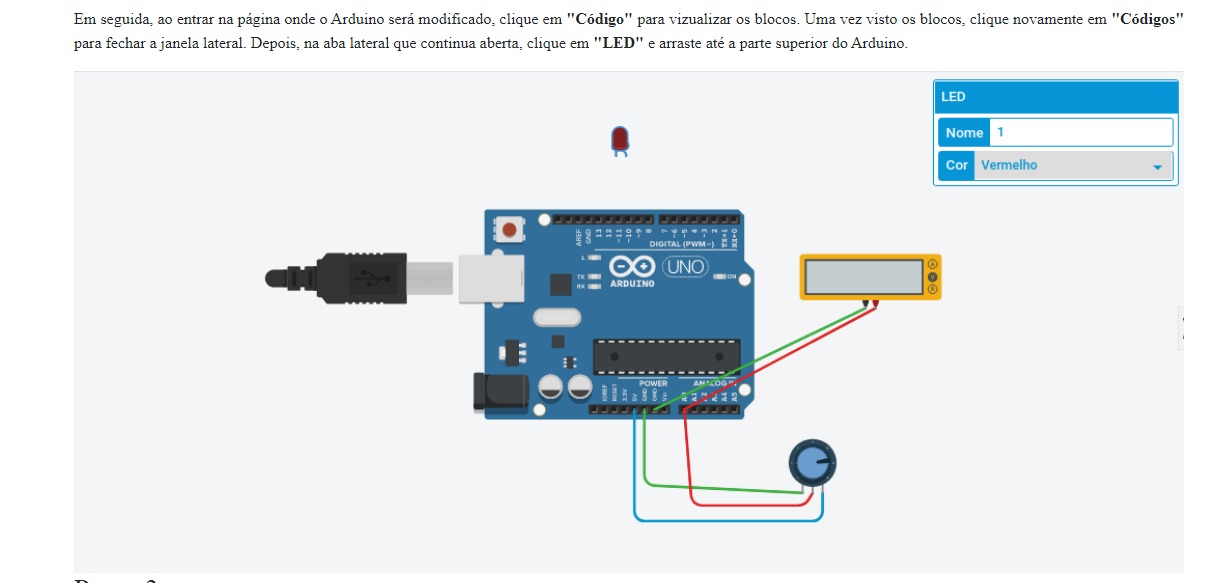 Em seguida, ao entrar na página onde o Arduino será modificado, clique em "Código" para vizualizar os blocos. Uma vez visto os blocos, clique novamente em "Códigos"
para fechar a janela lateral. Depois, na aba lateral que continua aberta, clique em "LED" e arraste até a parte superior do Arduino.
LED
Nome 1
Cor Vermelho
AREF GND 13 12 ~11 ~10 ~9 8 7 ~6 ~5 4 ~3 2 TX→1 RX←0
DIGITAL (PWM~)
L
TX
RX
UNO
ON
ARDUINO
POWER
ANALOG IN
IOREF RESET 3.3V 5V GND GND Vin A0 A1 A4 A5